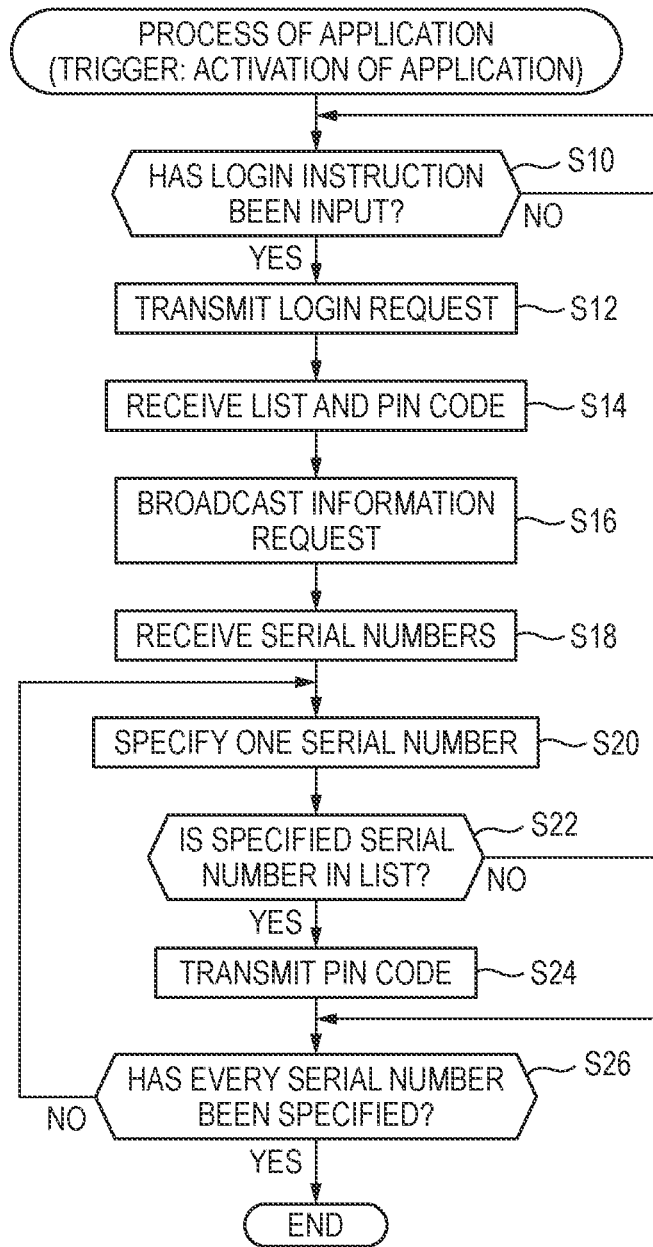 PROCESS OF APPLICATION
(TRIGGER: ACTIVATION OF APPLICATION)
HAS LOGIN INSTRUCTION
BEEN INPUT?
S10
NO
YES
TRANSMIT LOGIN REQUEST
S12
RECEIVE LIST AND PIN CODE
S14
BROADCAST INFORMATION
REQUEST
S16
RECEIVE SERIAL NUMBERS
S18
SPECIFY ONE SERIAL NUMBER
S20
IS SPECIFIED SERIAL
NUMBER IN LIST?
S22
NO
YES
TRANSMIT PIN CODE
S24
HAS EVERY SERIAL NUMBER
BEEN SPECIFIED?
S26
NO
YES
END